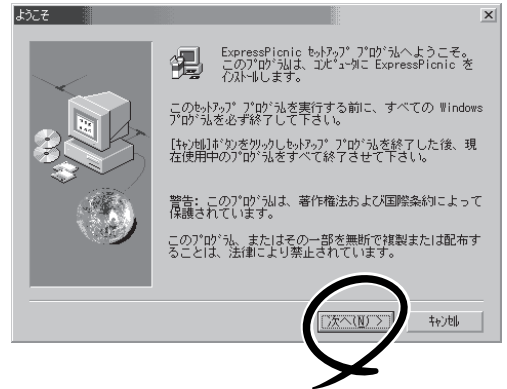 ようこそ
ExpressPicnic ｾｯﾄｱｯﾌﾟ ﾌﾟﾛｸﾞﾗﾑへようこそ。
このﾌﾟﾛｸﾞﾗﾑは、ｺﾝﾋﾟｭｰﾀに ExpressPicnic を
ｲﾝｽﾄｰﾙします。
このｾｯﾄｱｯﾌﾟ ﾌﾟﾛｸﾞﾗﾑを実行する前に、すべての Windows
ﾌﾟﾛｸﾞﾗﾑを必ず終了して下さい。
[ｷｬﾝｾﾙ]ﾎﾞﾀﾝをｸﾘｯｸしｾｯﾄｱｯﾌﾟ ﾌﾟﾛｸﾞﾗﾑを終了した後、現
在使用中のﾌﾟﾛｸﾞﾗﾑをすべて終了させて下さい。
警告: このﾌﾟﾛｸﾞﾗﾑは、著作権法および国際条約によって
保護されています。
このﾌﾟﾛｸﾞﾗﾑ、またはその一部を無断で複製または配布す
ることは、法律により禁止されています。
次へ(N) >
ｷｬﾝｾﾙ